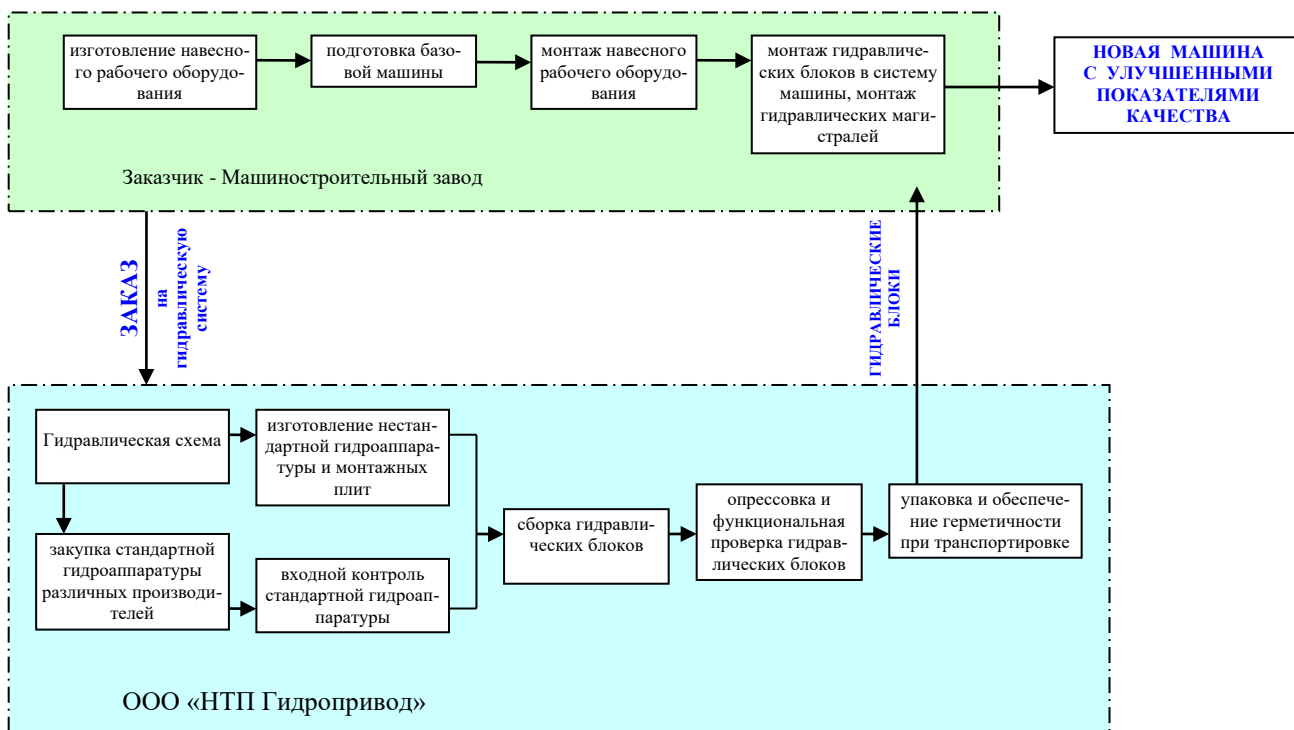 изготовление навесно-
го рабочего оборудо-
вания
подготовка базо-
вой машины
монтаж навесного
рабочего оборудо-
вания
монтаж гидравличе-
ских блоков в систему
машины, монтаж
гидравлических маги-
стралей
НОВАЯ МАШИНА
С УЛУЧШЕННЫМИ
ПОКАЗАТЕЛЯМИ
КАЧЕСТВА
Заказчик - Машиностроительный завод
ЗАКАЗ
на
гидравлическую
систему
ГИДРАВЛИЧЕСКИЕ
БЛОКИ
Гидравлическая схема
изготовление нестан-
дартной гидроаппара-
туры и монтажных
плит
закупка стандартной
гидроаппаратуры
различных производи-
телей
входной контроль
стандартной гидроап-
паратуры
сборка гидравли-
ческих блоков
опрессовка и
функциональная
проверка гидрав-
лических блоков
упаковка и обеспече-
ние герметичности
при транспортировке
ООО «НТП Гидропривод»